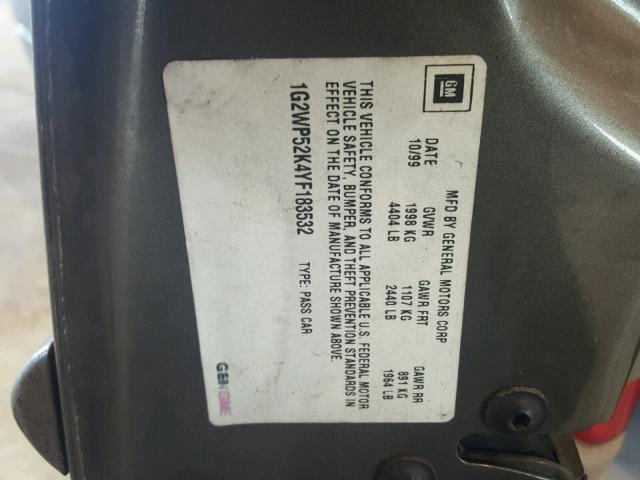 GM
MFD BY GENERAL MOTORS CORP
DATE GVWR GAWR FRT GAWR RR
10/99 1998 KG 1107 KG 891 KG
4404 LB 2440 LB 1964 LB
THIS VEHICLE CONFORMS TO ALL APPLICABLE U.S. FEDERAL MOTOR
VEHICLE SAFETY, BUMPER, AND THEFT PREVENTION STANDARDS IN
EFFECT ON THE DATE OF MANUFACTURE SHOWN ABOVE.
1G2WP52K4YF183532 TYPE: PASS CAR